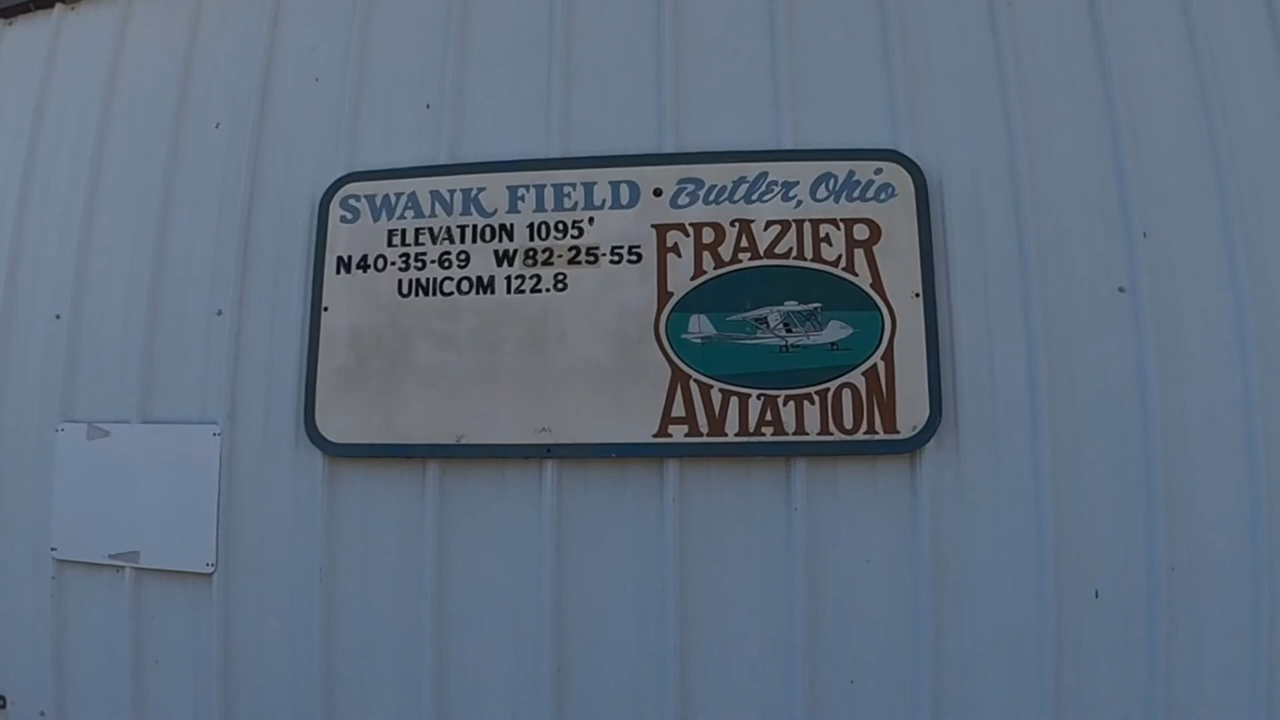 SWANK FIELD • Butler, Ohio
ELEVATION 1095'
N40-35-69 W82-25-55
UNICOM 122.8
FRAZIER
AVIATION